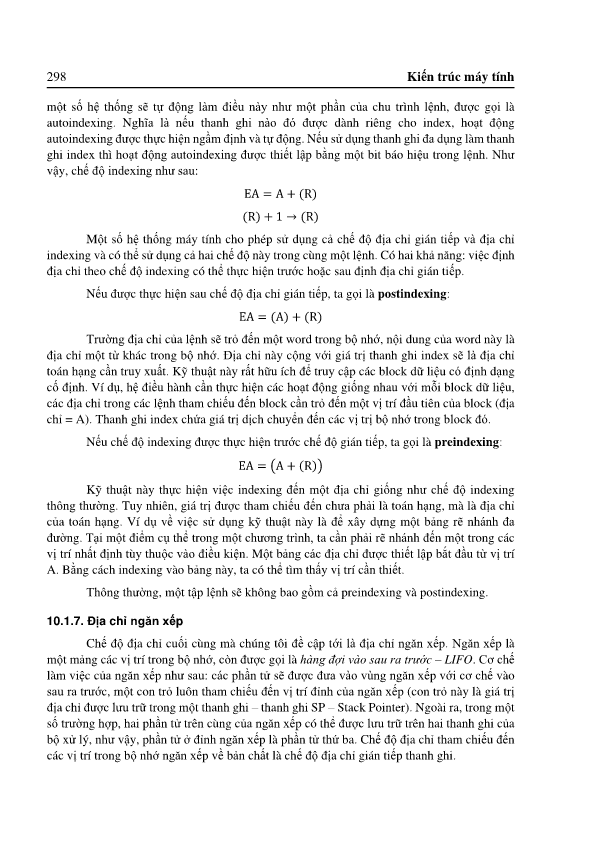 298 Kiến trúc máy tính
một số hệ thống sẽ tự động làm điều này như một phần của chu trình lệnh, được gọi là
autoindexing. Nghĩa là nếu thanh ghi nào đó được dành riêng cho index, hoạt động
autoindexing được thực hiện ngầm định và tự động. Nếu sử dụng thanh ghi đa dụng làm thanh
ghi index thì hoạt động autoindexing được thiết lập bằng một bit báo hiệu trong lệnh. Như
vậy, chế độ indexing như sau:
EA = A + (R)
(R) + 1 → (R)
Một số hệ thống máy tính cho phép sử dụng cả chế độ địa chỉ gián tiếp và địa chỉ
indexing và có thể sử dụng cả hai chế độ này trong cùng một lệnh. Có hai khả năng: việc định
địa chỉ theo chế độ indexing có thể thực hiện trước hoặc sau định địa chỉ gián tiếp.
Nếu được thực hiện sau chế độ địa chỉ gián tiếp, ta gọi là postindexing:
EA = (A) + (R)
Trường địa chỉ của lệnh sẽ trỏ đến một word trong bộ nhớ, nội dung của word này là
địa chỉ một từ khác trong bộ nhớ. Địa chỉ này cộng với giá trị thanh ghi index sẽ là địa chỉ
toán hạng cần truy xuất. Kỹ thuật này rất hữu ích để truy cập các block dữ liệu có định dạng
cố định. Ví dụ, hệ điều hành cần thực hiện các hoạt động giống nhau với mỗi block dữ liệu,
các địa chỉ trong các lệnh tham chiếu đến block cần trỏ đến một vị trí đầu tiên của block (địa
chỉ = A). Thanh ghi index chứa giá trị dịch chuyển đến các vị trị bộ nhớ trong block đó.
Nếu chế độ indexing được thực hiện trước chế độ gián tiếp, ta gọi là preindexing:
EA = (A + (R))
Kỹ thuật này thực hiện việc indexing đến một địa chỉ giống như chế độ indexing
thông thường. Tuy nhiên, giá trị được tham chiếu đến chưa phải là toán hạng, mà là địa chỉ
của toán hạng. Ví dụ về việc sử dụng kỹ thuật này là để xây dựng một bảng rẽ nhánh đa
đường. Tại một điểm cụ thể trong một chương trình, ta cần phải rẽ nhánh đến một trong các
vị trí nhất định tùy thuộc vào điều kiện. Một bảng các địa chỉ được thiết lập bắt đầu từ vị trí
A. Bằng cách indexing vào bảng này, ta có thể tìm thấy vị trí cần thiết.
Thông thường, một tập lệnh sẽ không bao gồm cả preindexing và postindexing.
10.1.7. Địa chỉ ngăn xếp
Chế độ địa chỉ cuối cùng mà chúng tôi đề cập tới là địa chỉ ngăn xếp. Ngăn xếp là
một mảng các vị trí trong bộ nhớ, còn được gọi là hàng đợi vào sau ra trước – LIFO. Cơ chế
làm việc của ngăn xếp như sau: các phần tử sẽ được đưa vào vùng ngăn xếp với cơ chế vào
sau ra trước, một con trỏ luôn tham chiếu đến vị trí đỉnh của ngăn xếp (con trỏ này là giá trị
địa chỉ được lưu trữ trong một thanh ghi – thanh ghi SP – Stack Pointer). Ngoài ra, trong một
số trường hợp, hai phần tử trên cùng của ngăn xếp có thể được lưu trữ trên hai thanh ghi của
bộ xử lý, như vậy, phần tử ở đỉnh ngăn xếp là phần tử thứ ba. Chế độ địa chỉ tham chiếu đến
các vị trí trong bộ nhớ ngăn xếp về bản chất là chế độ địa chỉ gián tiếp thanh ghi.